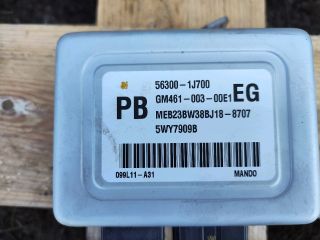 56300-1J700
PB GM461-003-00E1 EG
MEB23BW38BJ18-8707
5WY7909B
099L11-A31 MANDO